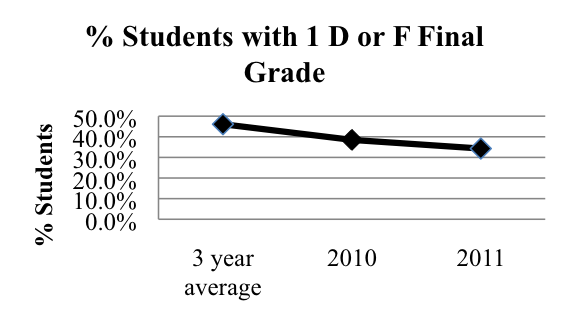 % Students with 1 D or F Final
Grade
% Students
50.0%
40.0%
30.0%
20.0%
10.0%
0.0%
3 year
average
2010
2011